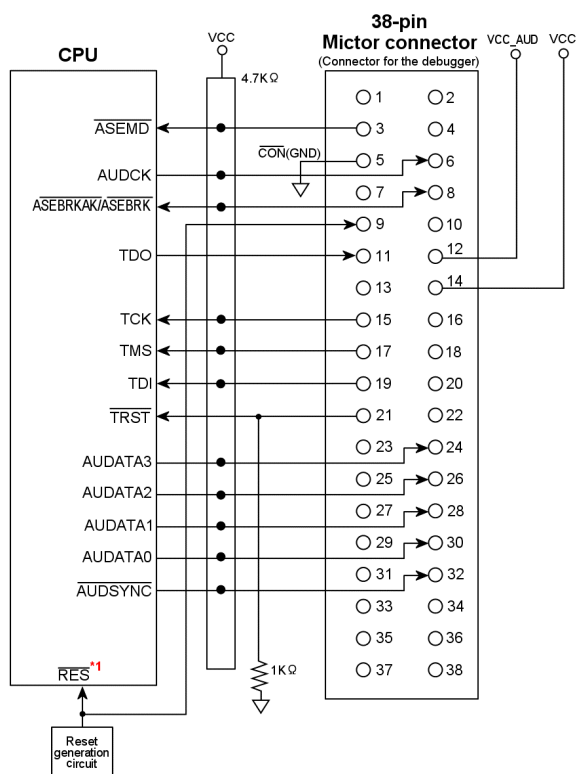 38-pin
Mictor connector
(Connector for the debugger)
VCC_AUD
VCC
VCC
CPU
4.7KΩ
1
2
ASEMD
3
4
CON(GND)
5
6
AUDCK
7
8
ASEBRKAK/ASEBRK
9
10
TDO
11
12
13
14
TCK
15
16
TMS
17
18
TDI
19
20
TRST
21
22
23
24
AUDATA3
25
26
AUDATA2
27
28
AUDATA1
29
30
AUDATA0
31
32
AUDSYNC
33
34
35
36
RES*1
1KΩ
37
38
Reset
generation
circuit